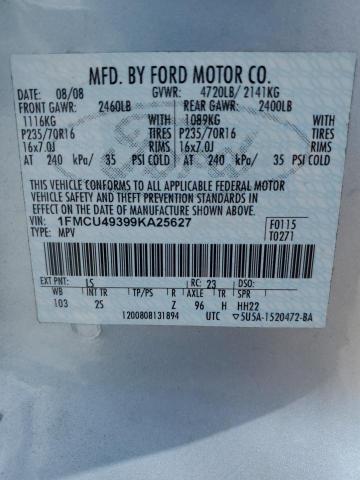 MFD. BY FORD MOTOR CO.
DATE: 08/08 GVWR: 4720LB/ 2141KG
FRONT GAWR: 2460LB REAR GAWR: 2400LB
1116KG WITH 1089KG WITH
P235/70R16 TIRES P235/70R16 TIRES
16x7.0J RIMS 16x7.0J RIMS
AT 240 kPa/ 35 PSI COLD AT 240 kPa/ 35 PSI COLD
THIS VEHICLE CONFORMS TO ALL APPLICABLE FEDERAL MOTOR
VEHICLE SAFETY AND THEFT PREVENTION STANDARDS IN
EFFECT ON THE DATE OF MANUFACTURE SHOWN ABOVE.
VIN: 1FMCU49399KA25627 F0115
TYPE: MPV T0271
EXT PNT: LS RC: 23 DSO:
WB INT TR TP/PS R AXLE TR SPR
103 25 Z 96 H HH22
1200808131894 UTC ▽5U5A-1520472-BA